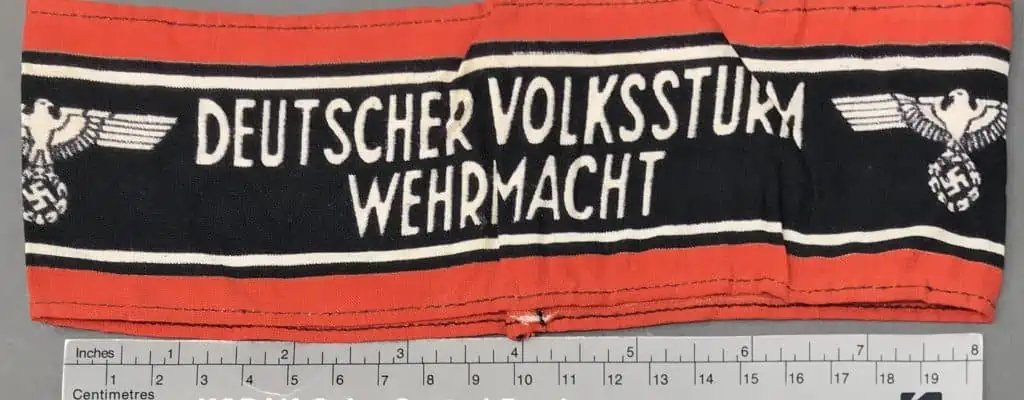 DEUTSCHER VOLKSSTURM
WEHRMACHT
Inches 1 2 3 4 5 6 7 8
1 2 3 4 5 6 7 8 9 10 11 12 13 14 15 16 17 18 19
Centimetres